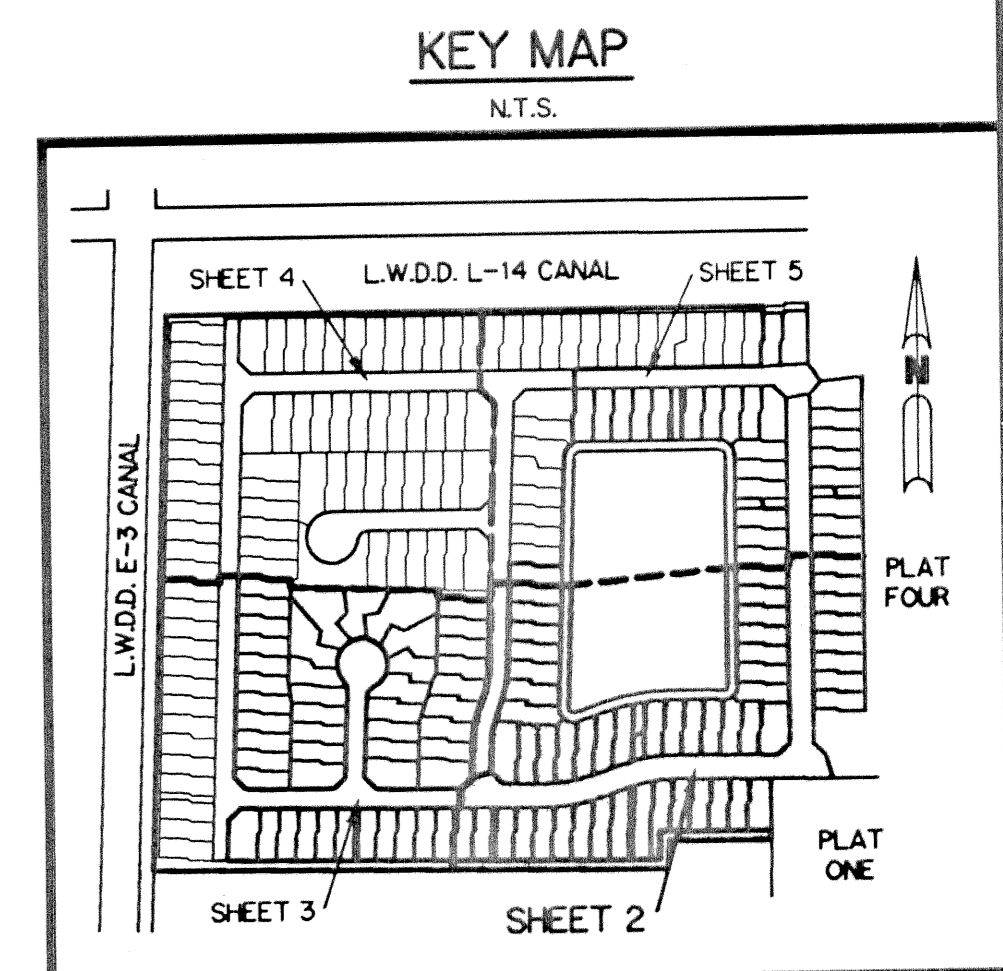 KEY MAP
N.T.S.
SHEET 4
L.W.D.D. L-14 CANAL
SHEET 5
N
L.W.D.D. E-3 CANAL
PLAT
FOUR
PLAT
ONE
SHEET 3
SHEET 2